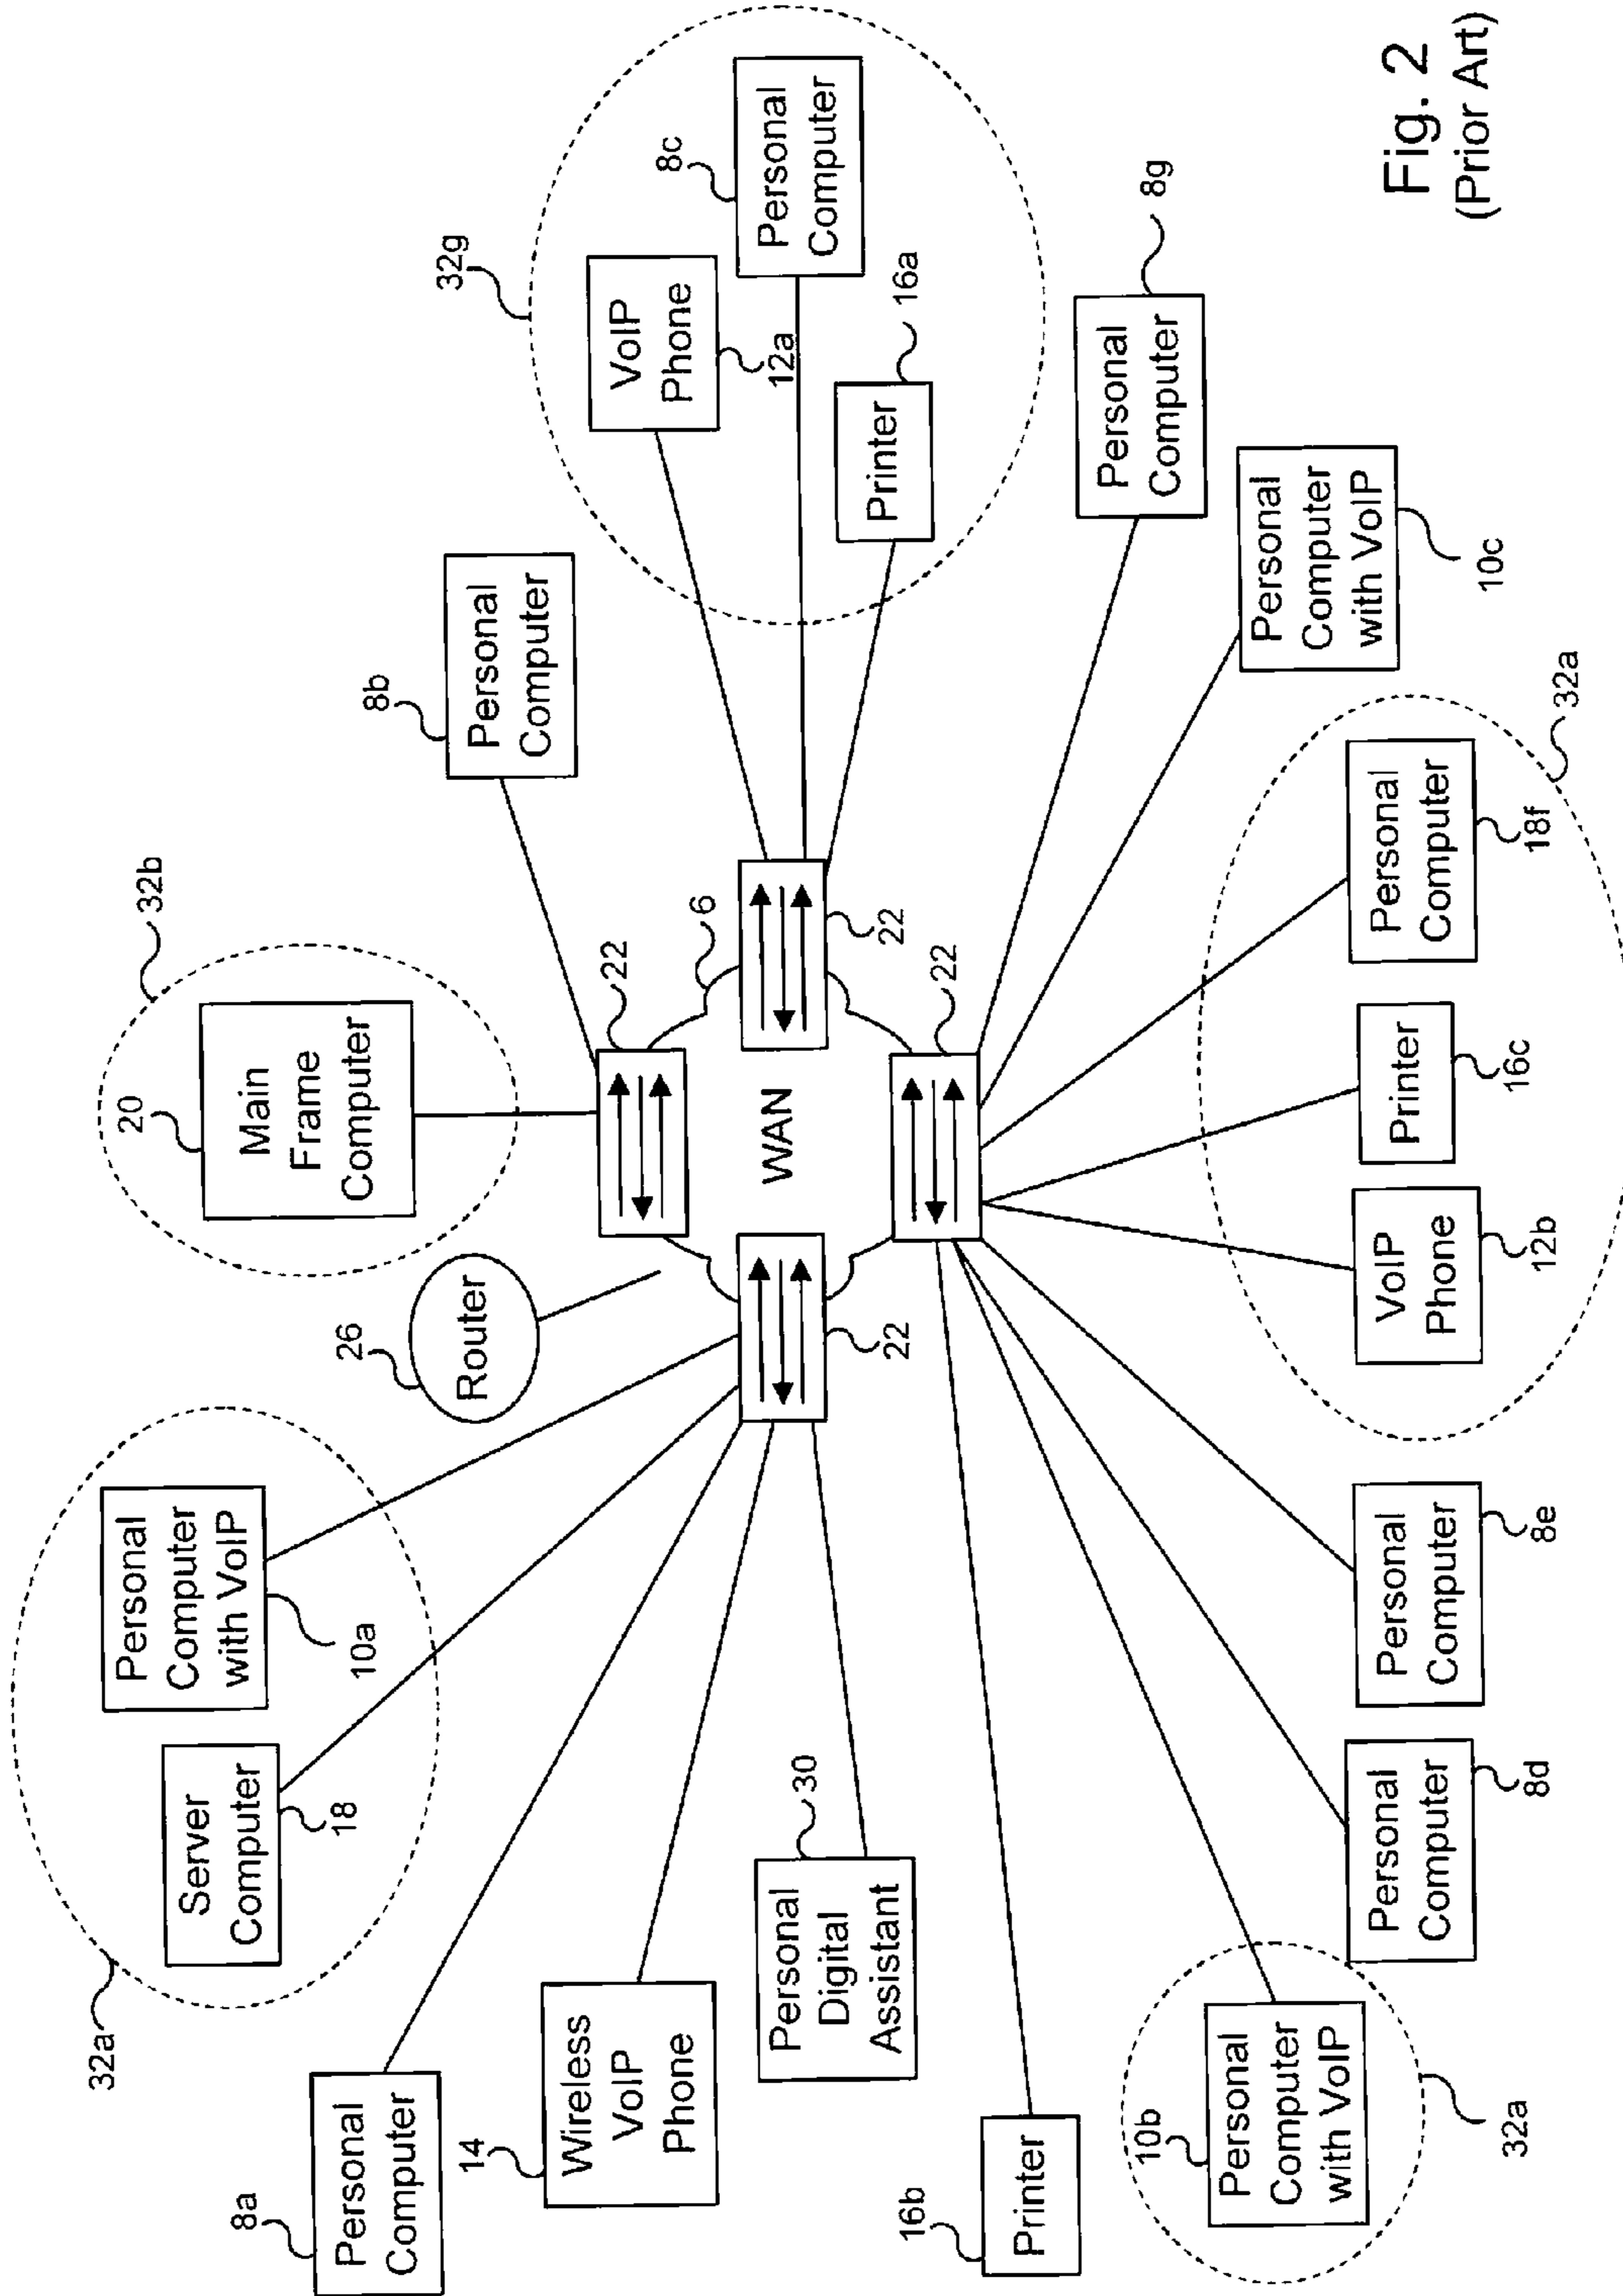 32a
Server
Computer
18
Personal
Computer
with VoIP
10a
20
Main
Frame
Computer
32b
8a
Personal
Computer
26
Router
8b
Personal
Computer
32g
14
Wireless
VoIP
Phone
22
6
VoIP
Phone
12a
8c
Personal
Computer
Personal
Digital
Assistant
30
22
WAN
22
Printer
16a
16b
Printer
22
Personal
Computer
8g
10b
Personal
Computer
with VoIP
32a
Personal
Computer
8d
Personal
Computer
8e
VoIP
Phone
12b
Printer
16c
Personal
Computer
18f
32a
Personal
Computer
with VoIP
10c
Fig. 2
(Prior Art)